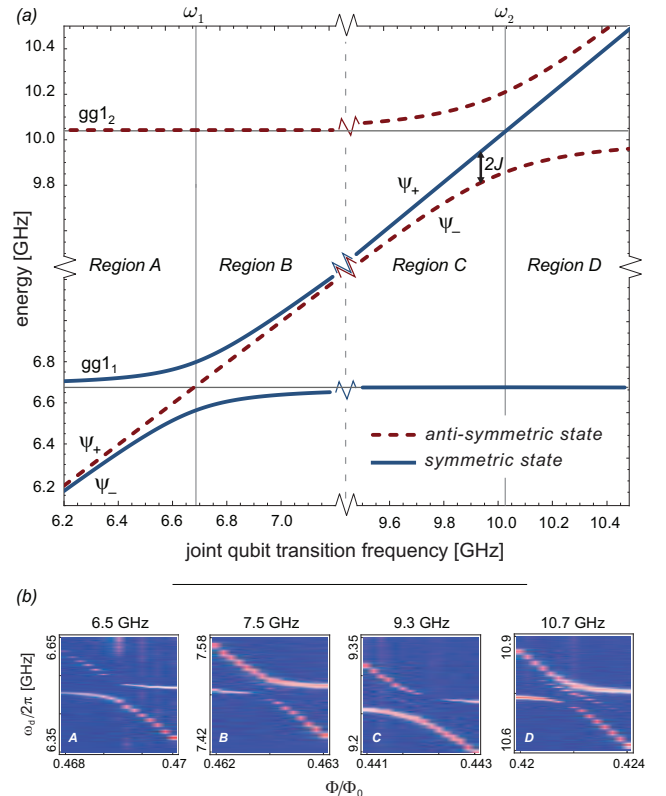 (a)
ω1
ω2
10.4
10.2
10.0
9.8
6.8
6.6
6.4
6.2
energy [GHz]
gg1₂
2J
ψ+
ψ−
Region A
Region B
Region C
Region D
gg1₁
anti-symmetric state
symmetric state
ψ+
ψ−
6.2
6.4
6.6
6.8
7.0
9.6
9.8
10.0
10.2
10.4
joint qubit transition frequency [GHz]
(b)
6.5 GHz
7.5 GHz
9.3 GHz
10.7 GHz
ωd/2π [GHz]
6.65
6.35
A
0.468
0.47
7.58
7.42
B
0.462
0.463
9.35
9.2
C
0.441
0.443
10.9
10.6
D
0.42
0.424
Φ/Φ₀